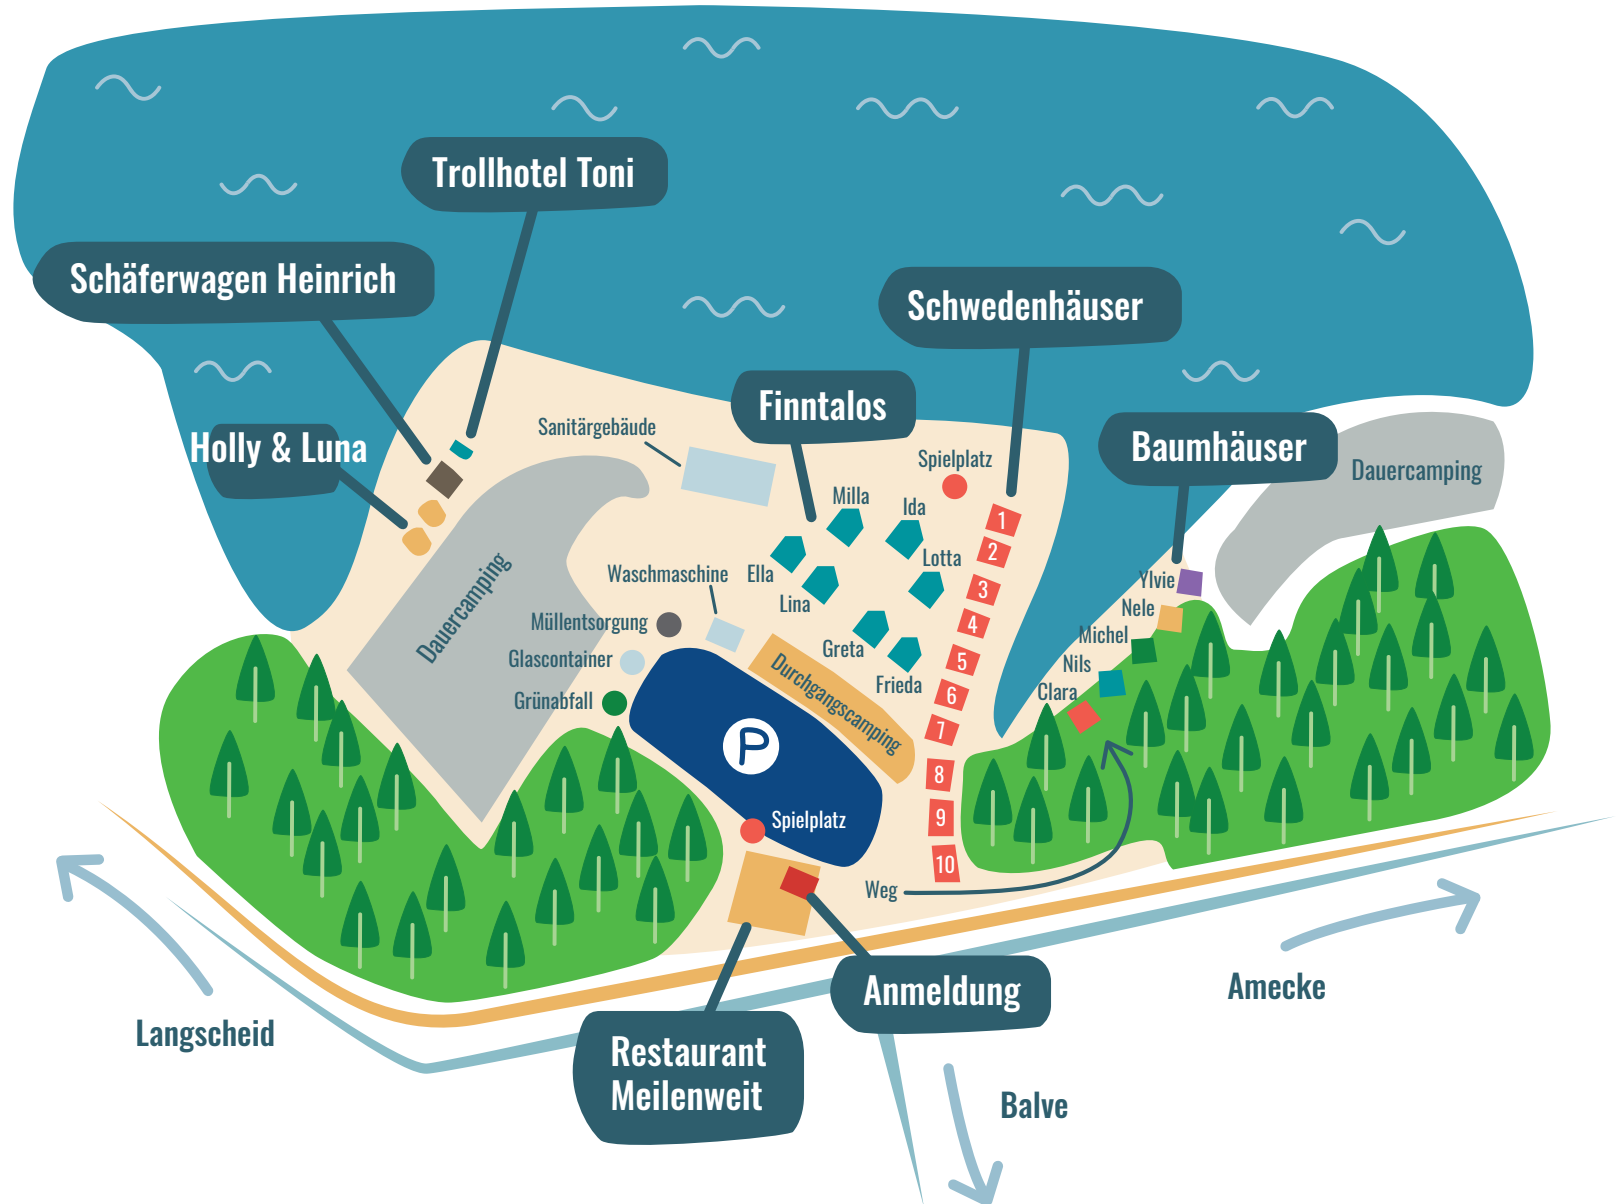 Trollhotel Toni
Schäferwagen Heinrich
Schwedenhäuser
Finntalos
Holly & Luna
Sanitärgebäude
Baumhäuser
Spielplatz
Dauercamping
Milla
Ida
1
2
Lotta
Ella
Waschmaschine
Ylvie
3
Lina
Nele
Dauercamping
Müllentsorgung
4
Michel
Greta
Glascontainer
5
Nils
Durchgangscamping
Frieda
6
Clara
Grünabfall
7
P
8
Spielplatz
9
10
Weg
Anmeldung
Amecke
Langscheid
Restaurant
Meilenweit
Balve